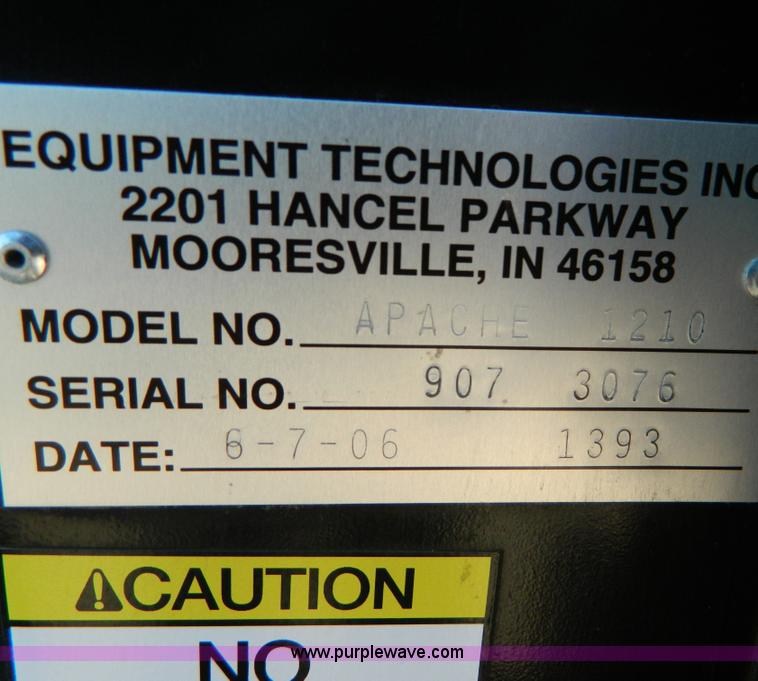 EQUIPMENT TECHNOLOGIES INC
2201 HANCEL PARKWAY
MOORESVILLE, IN 46158
MODEL NO. APACHE 1210
SERIAL NO. 907 3076
DATE: 6-7-06 1393
CAUTION
NO
www.purplewave.com